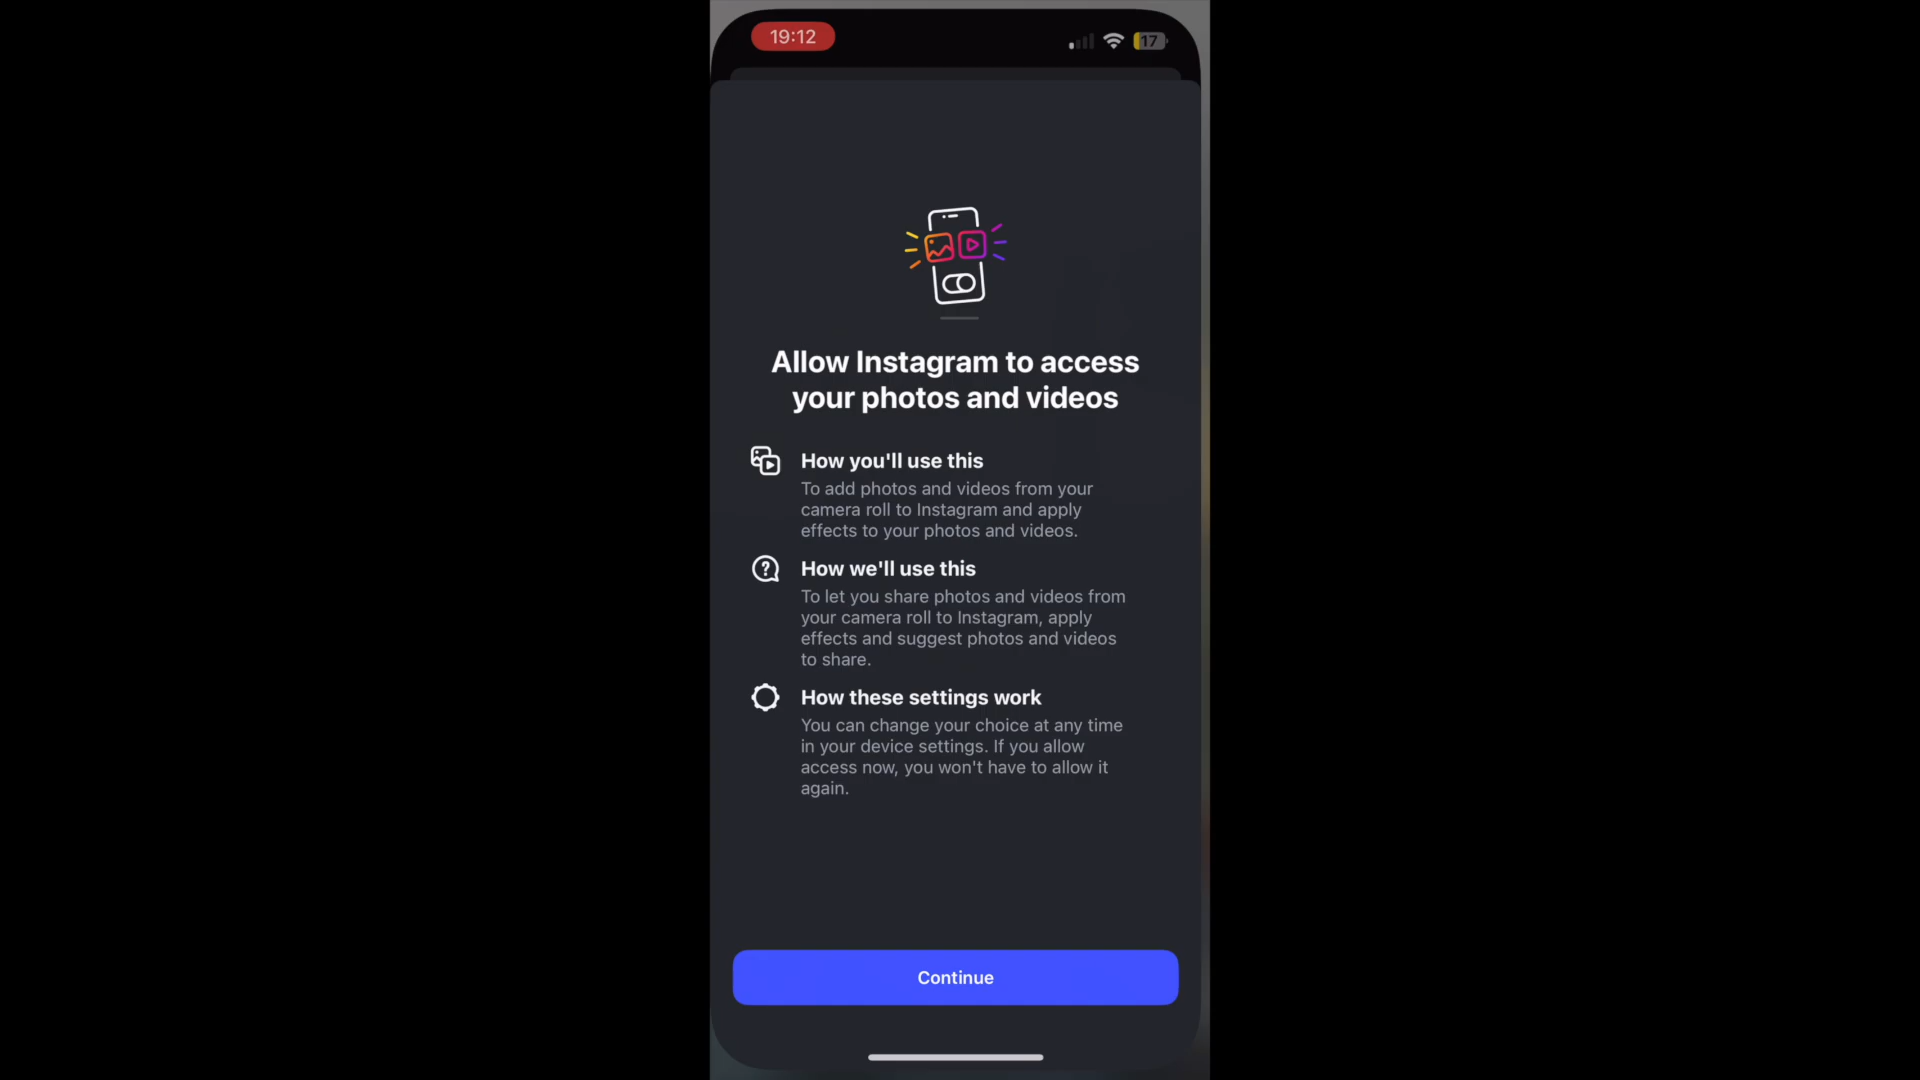 19:12
17
Allow Instagram to access
your photos and videos
How you'll use this
To add photos and videos from your
camera roll to Instagram and apply
effects to your photos and videos.
How we'll use this
To let you share photos and videos from
your camera roll to Instagram, apply
effects and suggest photos and videos
to share.
How these settings work
You can change your choice at any time
in your device settings. If you allow
access now, you won't have to allow it
again.
Continue